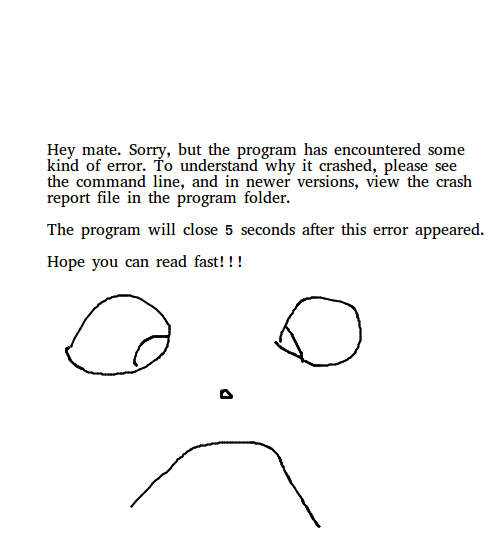 Hey mate. Sorry, but the program has encountered some
kind of error. To understand why it crashed, please see
the command line, and in newer versions, view the crash
report file in the program folder.
The program will close 5 seconds after this error appeared.
Hope you can read fast!!!